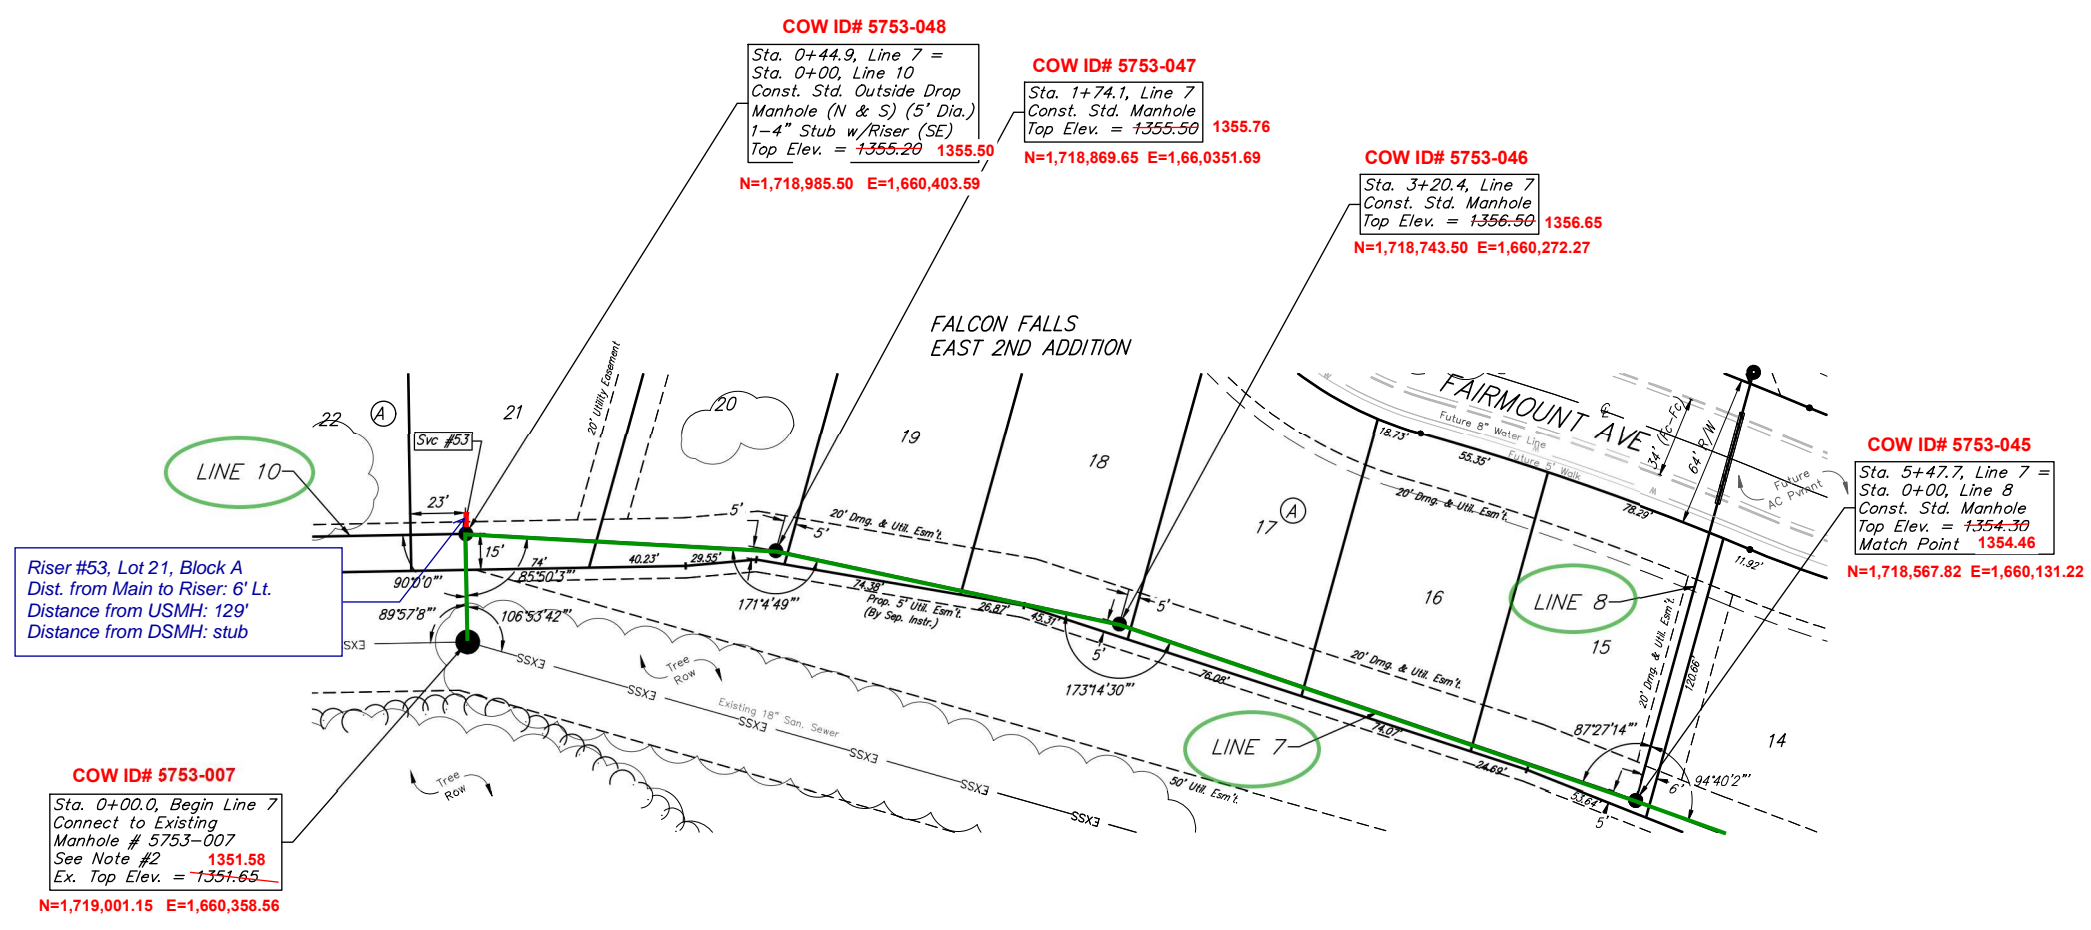 COW ID# 5753-048
Sta. 0+44.9, Line 7 =
Sta. 0+00, Line 10
Const. Std. Outside Drop
Manhole (N & S) (5' Dia.)
1-4" Stub w/Riser (SE)
Top Elev. = 1355.20 1355.50
N=1,718,985.50 E=1,660,403.59
COW ID# 5753-047
Sta. 1+74.1, Line 7
Const. Std. Manhole
Top Elev. = 1355.50 1355.76
N=1,718,869.65 E=1,66,0351.69
COW ID# 5753-046
Sta. 3+20.4, Line 7
Const. Std. Manhole
Top Elev. = 1356.50 1356.65
N=1,718,743.50 E=1,660,272.27
FALCON FALLS
EAST 2ND ADDITION
22
A
21
20' Utility Easement
20
19
18
17
A
16
15
14
FAIRMOUNT AVE
℄
34' (Fc-Fc)
64' R/W
Future 8" Water Line
Future 5' Walk
W
W
W
Future
AC Pvmnt
18.73'
55.35'
78.29'
11.92'
COW ID# 5753-045
Sta. 5+47.7, Line 7 =
Sta. 0+00, Line 8
Const. Std. Manhole
Top Elev. = 1354.30
Match Point 1354.46
N=1,718,567.82 E=1,660,131.22
Svc #53
LINE 10
23'
15'
74'
40.23'
29.55'
5'
5'
20' Drng. & Util. Esm't.
20' Drng. & Util. Esm't.
90°0'0"
85°50'3"
89°57'8"
106°53'42"
171°4'49"
74.38'
Prop. 5' Util. Esm't.
(By Sep. Instr.)
26.87'
45.31'
5'
5'
173°14'30"
76.08'
20' Drng. & Util. Esm't.
LINE 8
20' Drng. & Util. Esm't.
120.66'
Riser #53, Lot 21, Block A
Dist. from Main to Riser: 6' Lt.
Distance from USMH: 129'
Distance from DSMH: stub
EXSS
EXSS
EXSS
EXSS
EXSS
EXSS
Tree
Row
Existing 18" San. Sewer
LINE 7
74.07'
24.69'
53.64'
5'
6'
87°27'14"
94°40'2"
50' Util. Esm't.
Tree
Row
COW ID# 5753-007
Sta. 0+00.0, Begin Line 7
Connect to Existing
Manhole # 5753-007
See Note #2 1351.58
Ex. Top Elev. = 1351.65
N=1,719,001.15 E=1,660,358.56